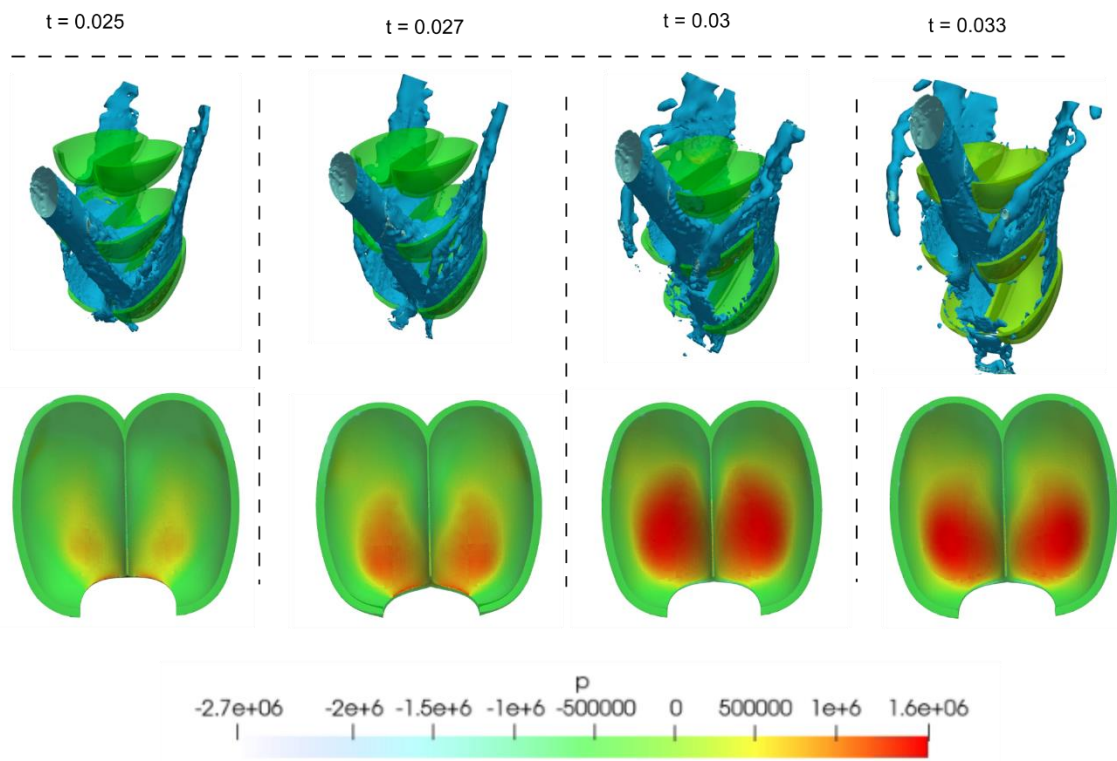 t = 0.025 t = 0.027 t = 0.03 t = 0.033
p
-2.7e+06 -2e+6 -1.5e+6 -1e+6 -500000 0 500000 1e+6 1.6e+06